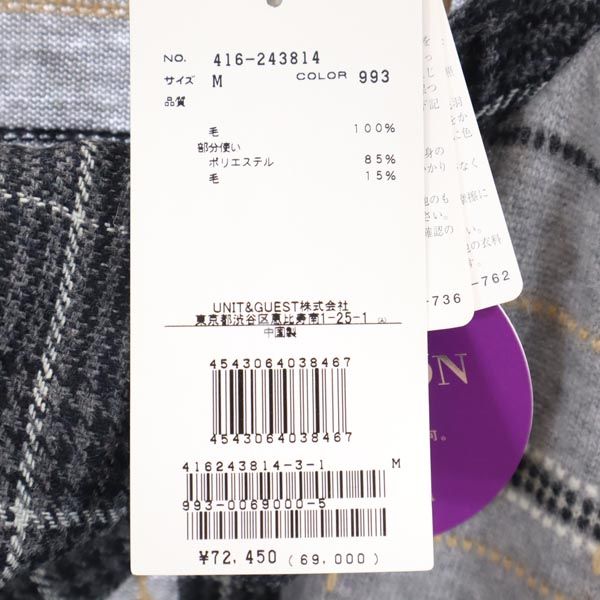 NO. 416-243814
サイズ M COLOR 993
品質
毛 100%
部分使い
ポリエステル 85%
毛 15%
UNIT&GUEST株式会社
東京都渋谷区恵比寿南1-25-1
中国製
4543064038467
4543064038467
416243814-3-1 M
993-0069000-5
¥72,450 (69,000)
-736
-762
ON